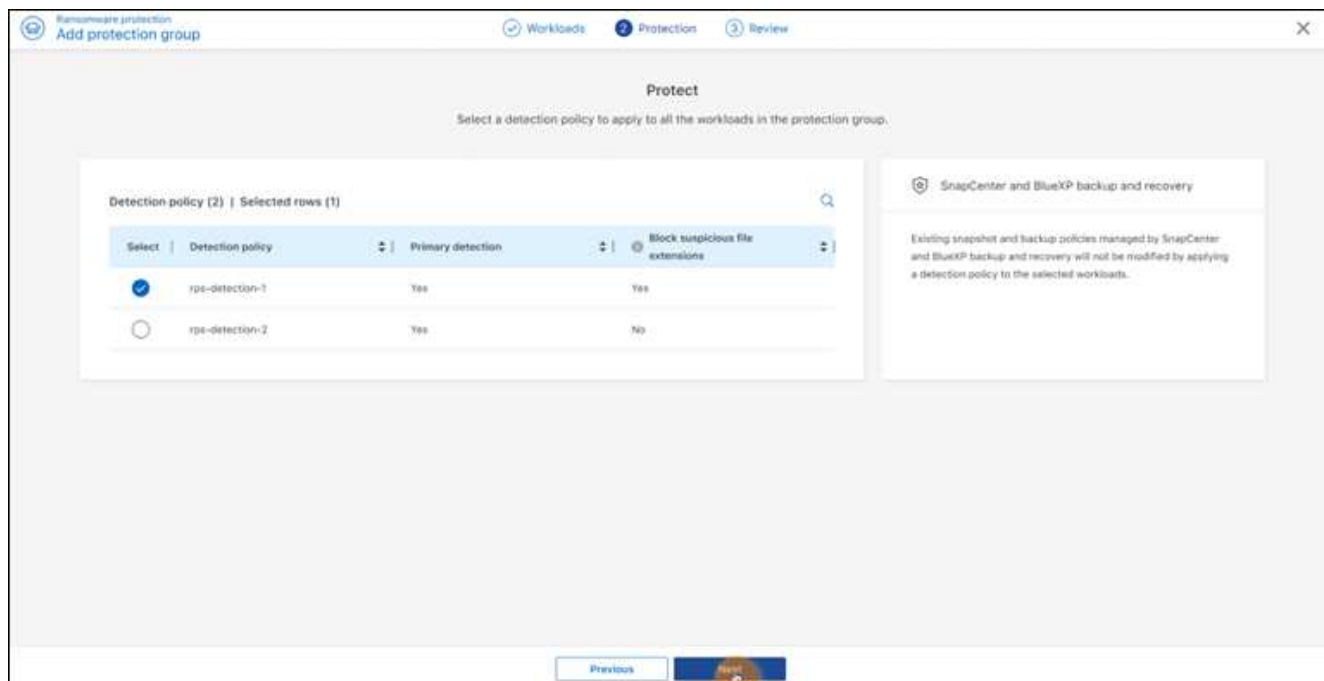 Ransomware protection
Add protection group
Workloads
2 Protection
3 Review
Protect
Select a detection policy to apply to all the workloads in the protection group.
Detection policy (2) | Selected rows (1)
Select
Detection policy
Primary detection
Block suspicious file
extensions
rps-detection-1
Yes
Yes
rps-detection-2
Yes
No
SnapCenter and BlueXP backup and recovery
Existing snapshot and backup policies managed by SnapCenter
and BlueXP backup and recovery will not be modified by applying
a detection policy to the selected workloads.
Previous
Next